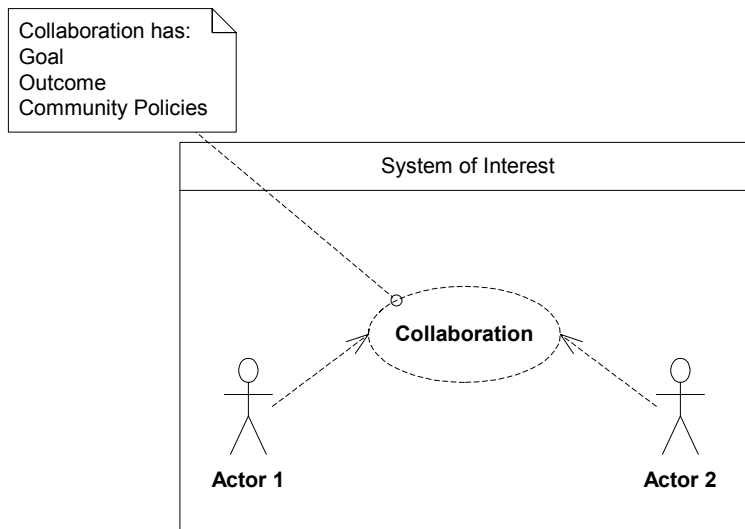 Collaboration has:
Goal
Outcome
Community Policies
System of Interest
Collaboration
Actor 1
Actor 2